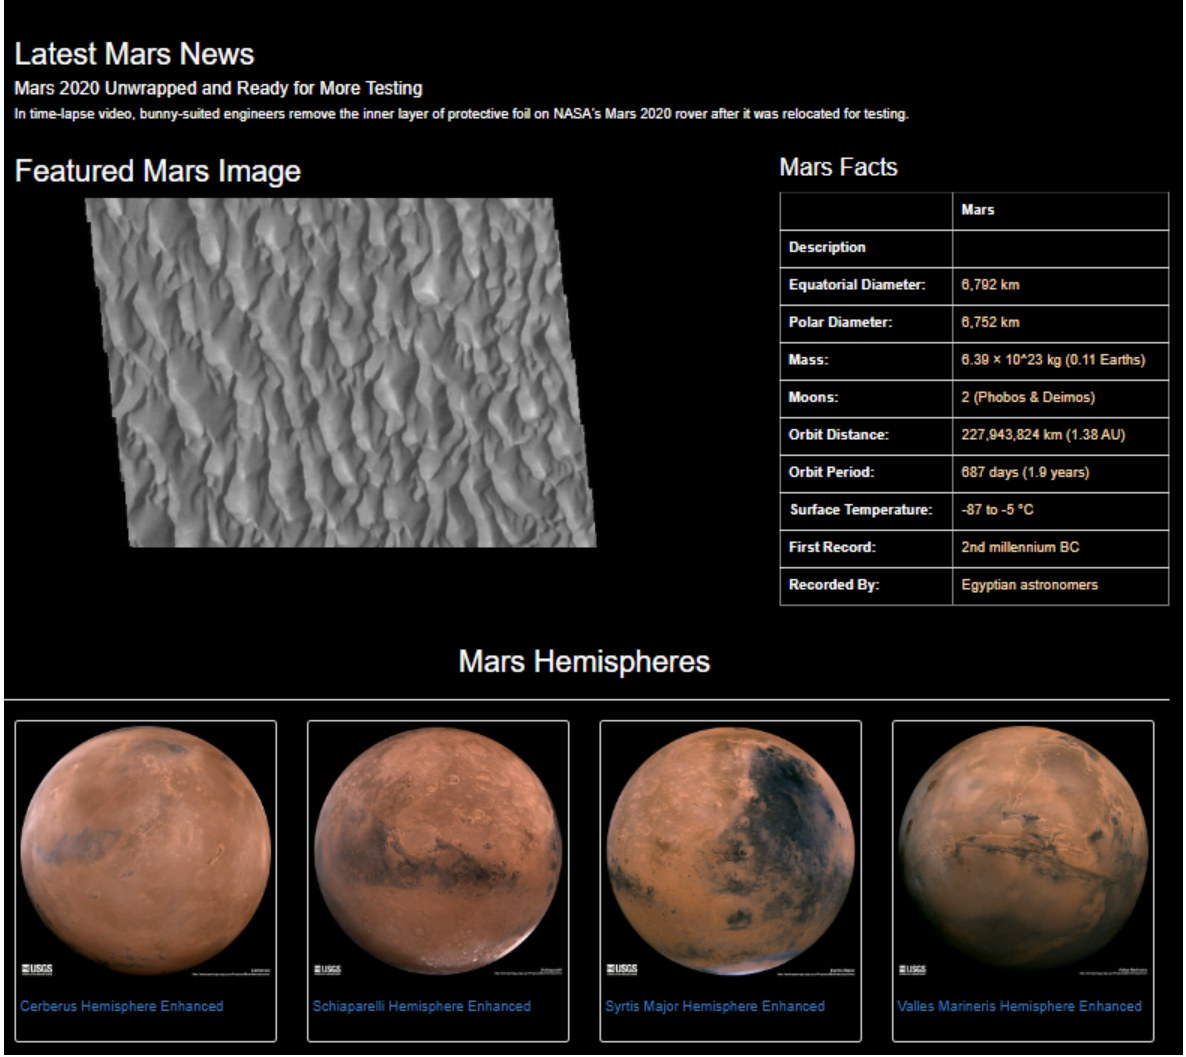 Latest Mars News
Mars 2020 Unwrapped and Ready for More Testing
In time-lapse video, bunny-suited engineers remove the inner layer of protective foil on NASA's Mars 2020 rover after it was relocated for testing.
Featured Mars Image
Mars Facts
Mars
Description
Equatorial Diameter: 6,792 km
Polar Diameter: 6,752 km
Mass: 6.39 × 10^23 kg (0.11 Earths)
Moons: 2 (Phobos & Deimos)
Orbit Distance: 227,943,824 km (1.38 AU)
Orbit Period: 687 days (1.9 years)
Surface Temperature: -87 to -5 °C
First Record: 2nd millennium BC
Recorded By: Egyptian astronomers
Mars Hemispheres
USGS
USGS
USGS
USGS
Cerberus Hemisphere Enhanced
Schiaparelli Hemisphere Enhanced
Syrtis Major Hemisphere Enhanced
Valles Marineris Hemisphere Enhanced